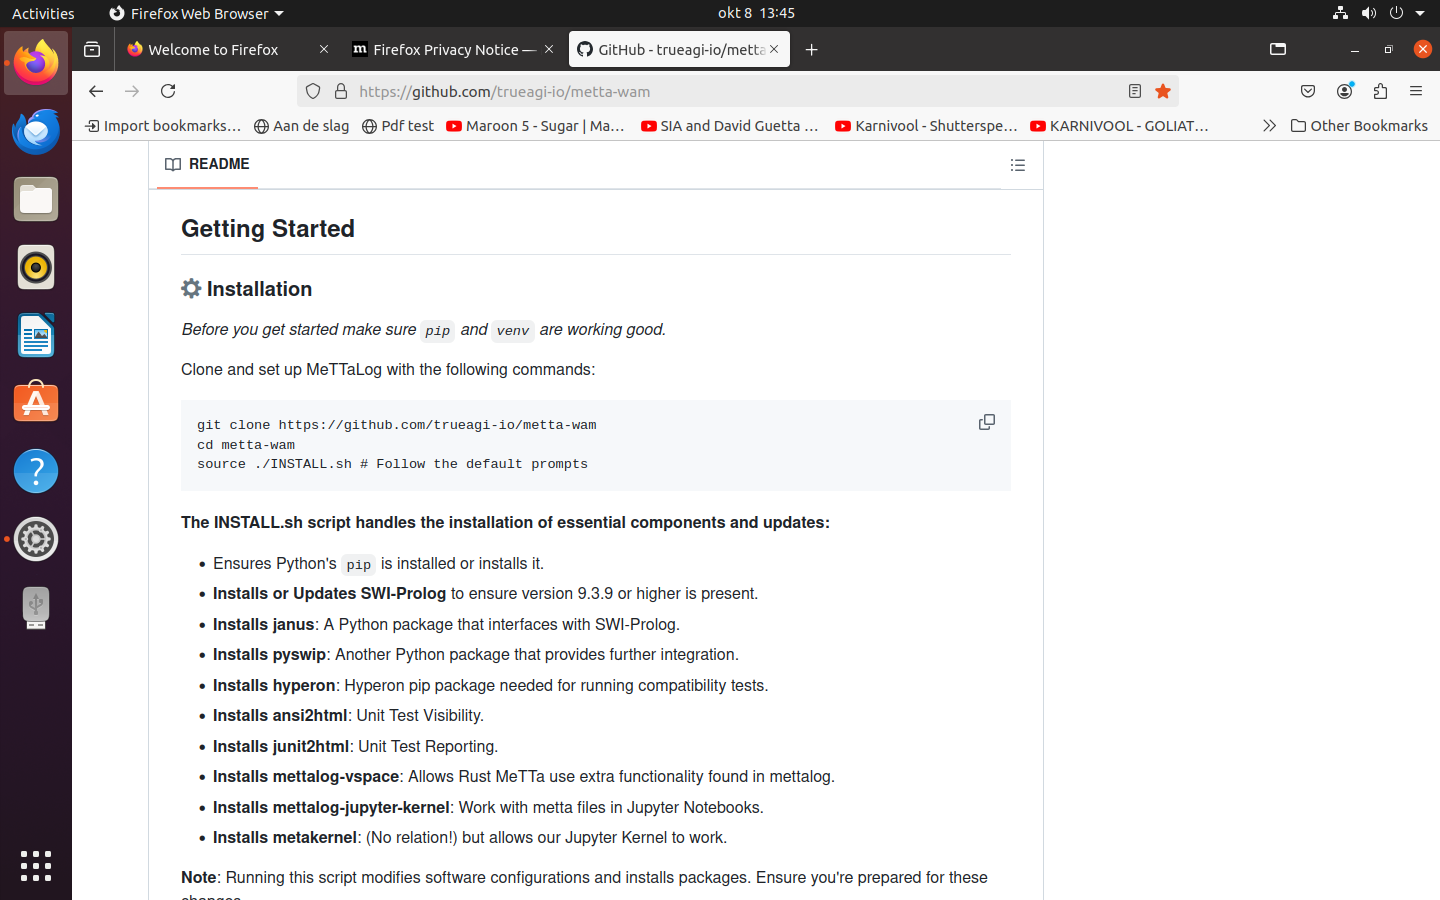 Activities
Firefox Web Browser
okt 8 13:45
Welcome to Firefox
Firefox Privacy Notice —
GitHub - trueagi-io/metta
https://github.com/trueagi-io/metta-wam
Import bookmarks…
Aan de slag
Pdf test
Maroon 5 - Sugar | Ma…
SIA and David Guetta …
Karnivool - Shutterspe…
KARNIVOOL - GOLIAT…
Other Bookmarks
README
Getting Started
Installation
Before you get started make sure pip and venv are working good.
Clone and set up MeTTaLog with the following commands:
git clone https://github.com/trueagi-io/metta-wam
cd metta-wam
source ./INSTALL.sh # Follow the default prompts
The INSTALL.sh script handles the installation of essential components and updates:
• Ensures Python's pip is installed or installs it.
• Installs or Updates SWI-Prolog to ensure version 9.3.9 or higher is present.
• Installs janus: A Python package that interfaces with SWI-Prolog.
• Installs pyswip: Another Python package that provides further integration.
• Installs hyperon: Hyperon pip package needed for running compatibility tests.
• Installs ansi2html: Unit Test Visibility.
• Installs junit2html: Unit Test Reporting.
• Installs mettalog-vspace: Allows Rust MeTTa use extra functionality found in mettalog.
• Installs mettalog-jupyter-kernel: Work with metta files in Jupyter Notebooks.
• Installs metakernel: (No relation!) but allows our Jupyter Kernel to work.
Note: Running this script modifies software configurations and installs packages. Ensure you're prepared for these